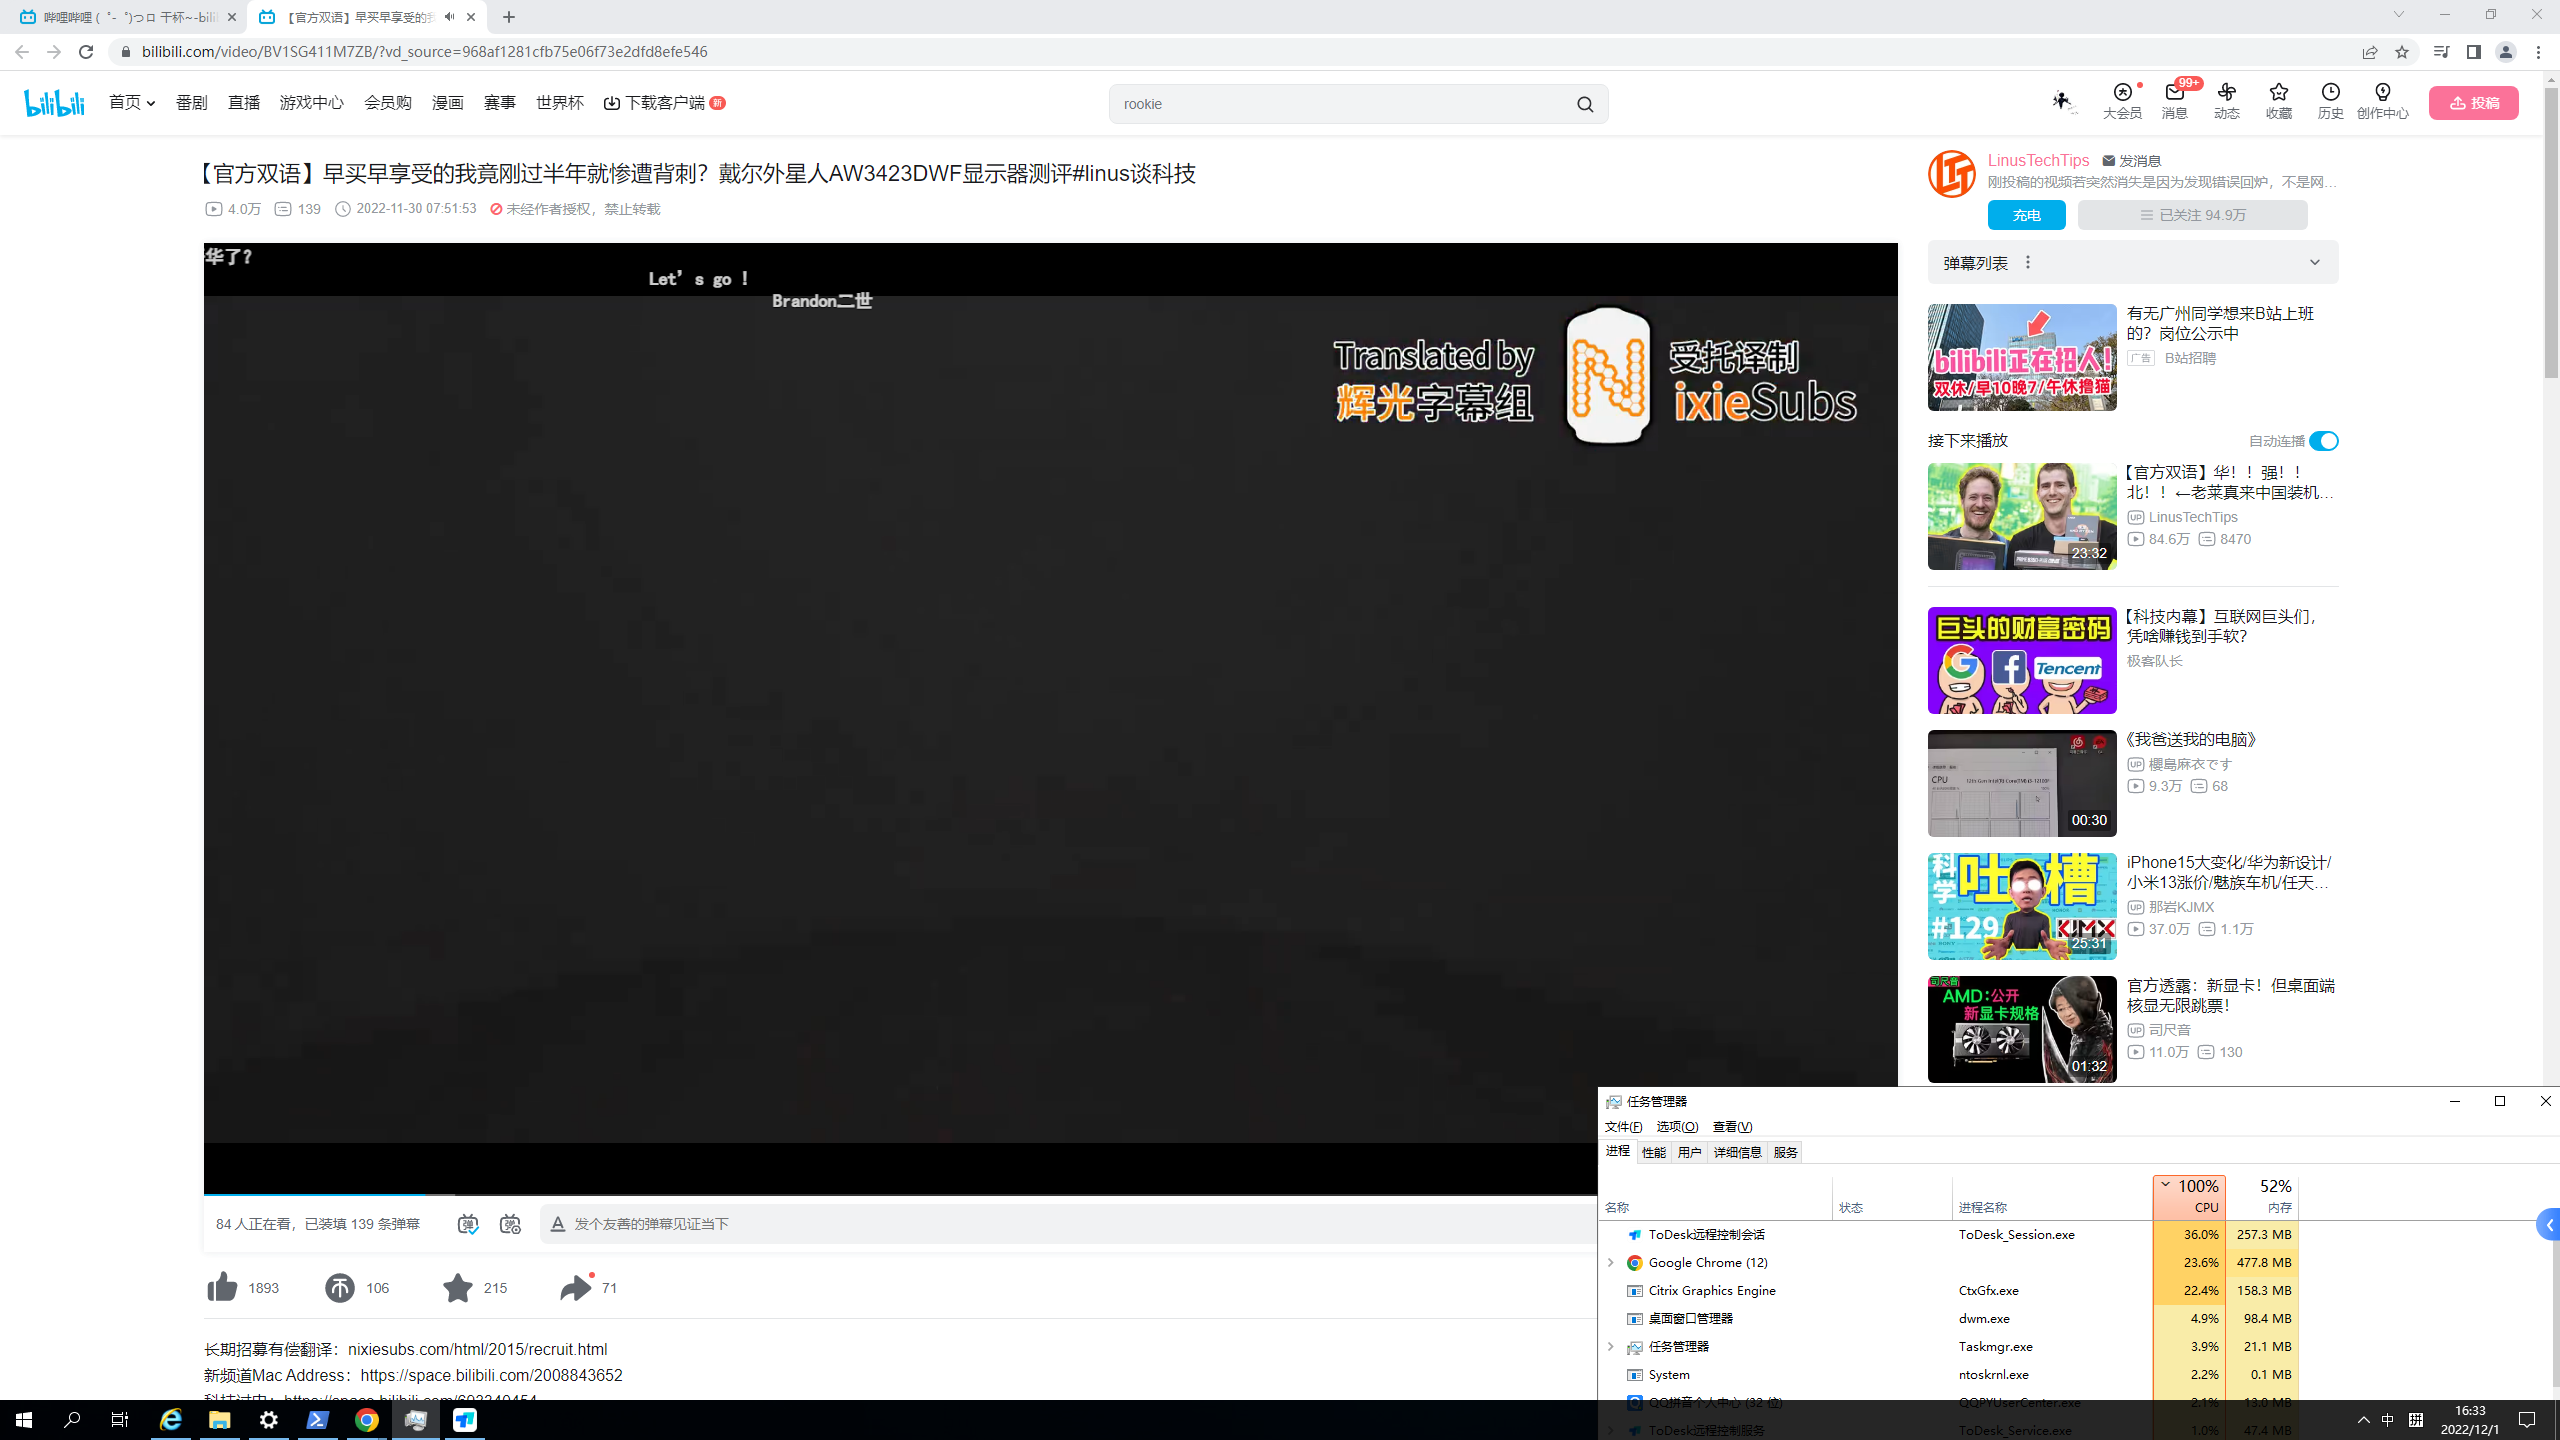 哔哩哔哩 (゜-゜)つロ 干杯~-bili
【官方双语】早买早享受的我
bilibili.com/video/BV1SG411M7ZB/?vd_source=968af1281cfb75e06f73e2dfd8efe546
bilibili
首页
番剧
直播
游戏中心
会员购
漫画
赛事
世界杯
下载客户端
新
rookie
大会员
99+
消息
动态
收藏
历史
创作中心
投稿
【官方双语】早买早享受的我竟刚过半年就惨遭背刺？戴尔外星人AW3423DWF显示器测评#linus谈科技
4.0万
139
2022-11-30 07:51:53
未经作者授权，禁止转载
华了？
Let’s go！
Brandon二世
Translated by
辉光字幕组
N
受托译制
ixieSubs
84 人正在看，已装填 139 条弹幕
发个友善的弹幕见证当下
1893
106
215
71
长期招募有偿翻译：nixiesubs.com/html/2015/recruit.html
新频道Mac Address：https://space.bilibili.com/2008843652
LinusTechTips
发消息
刚投稿的视频若突然消失是因为发现错误回炉，不是网…
充电
已关注 94.9万
弹幕列表
bilibili正在招人!
双休/早10晚7/午休撸猫
有无广州同学想来B站上班
的？岗位公示中
广告
B站招聘
接下来播放
自动连播
23:32
【官方双语】华！！强！！
北！！←老莱真来中国装机…
LinusTechTips
84.6万
8470
巨头的财富密码
Tencent
【科技内幕】互联网巨头们，
凭啥赚钱到手软？
极客队长
CPU
00:30
《我爸送我的电脑》
櫻島麻衣です
9.3万
68
科学
吐槽
#129
KJMX
25:31
iPhone15大变化/华为新设计/
小米13涨价/魅族车机/任天…
那岩KJMX
37.0万
1.1万
司尺音
AMD:公开
新显卡规格
01:32
官方透露：新显卡！但桌面端
核显无限跳票！
司尺音
11.0万
130
任务管理器
文件(F)
选项(O)
查看(V)
进程
性能
用户
详细信息
服务
名称
状态
进程名称
100%
CPU
52%
内存
ToDesk远程控制会话 ToDesk_Session.exe 36.0% 257.3 MB
Google Chrome (12) 23.6% 477.8 MB
Citrix Graphics Engine CtxGfx.exe 22.4% 158.3 MB
桌面窗口管理器 dwm.exe 4.9% 98.4 MB
任务管理器 Taskmgr.exe 3.9% 21.1 MB
System ntoskrnl.exe 2.2% 0.1 MB
QQ拼音个人中心 (32 位) QQPYUserCenter.exe 2.1% 13.0 MB
ToDesk远程控制服务 ToDesk_Service.exe 1.0% 47.4 MB
中
拼
16:33
2022/12/1